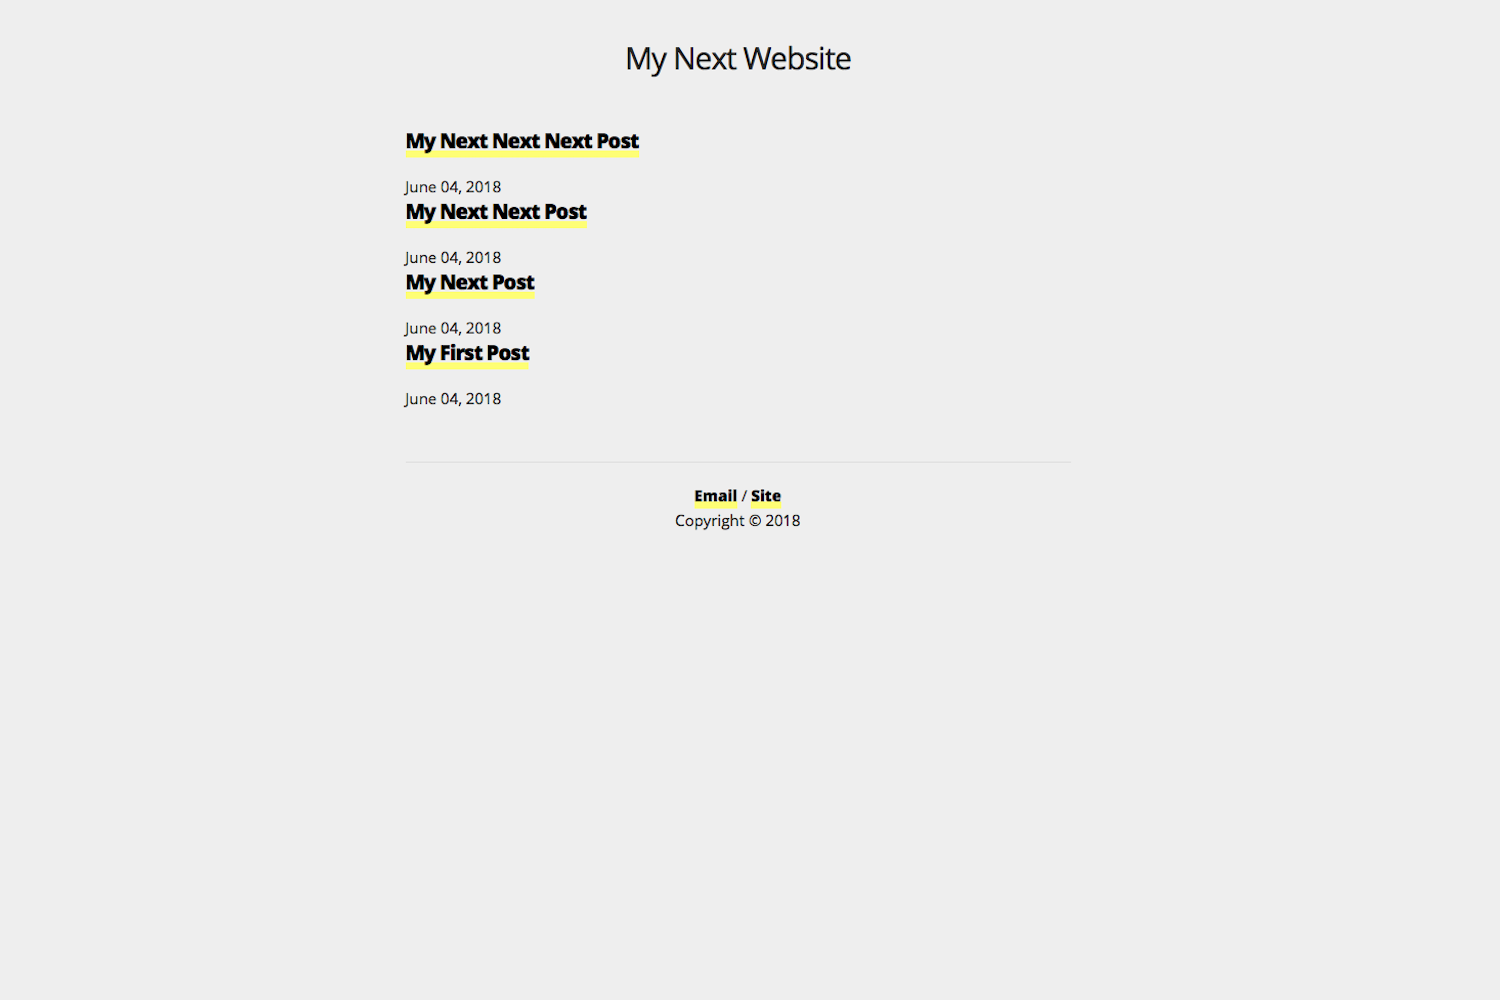 My Next Website
My Next Next Next Post
June 04, 2018
My Next Next Post
June 04, 2018
My Next Post
June 04, 2018
My First Post
June 04, 2018
Email / Site
Copyright © 2018